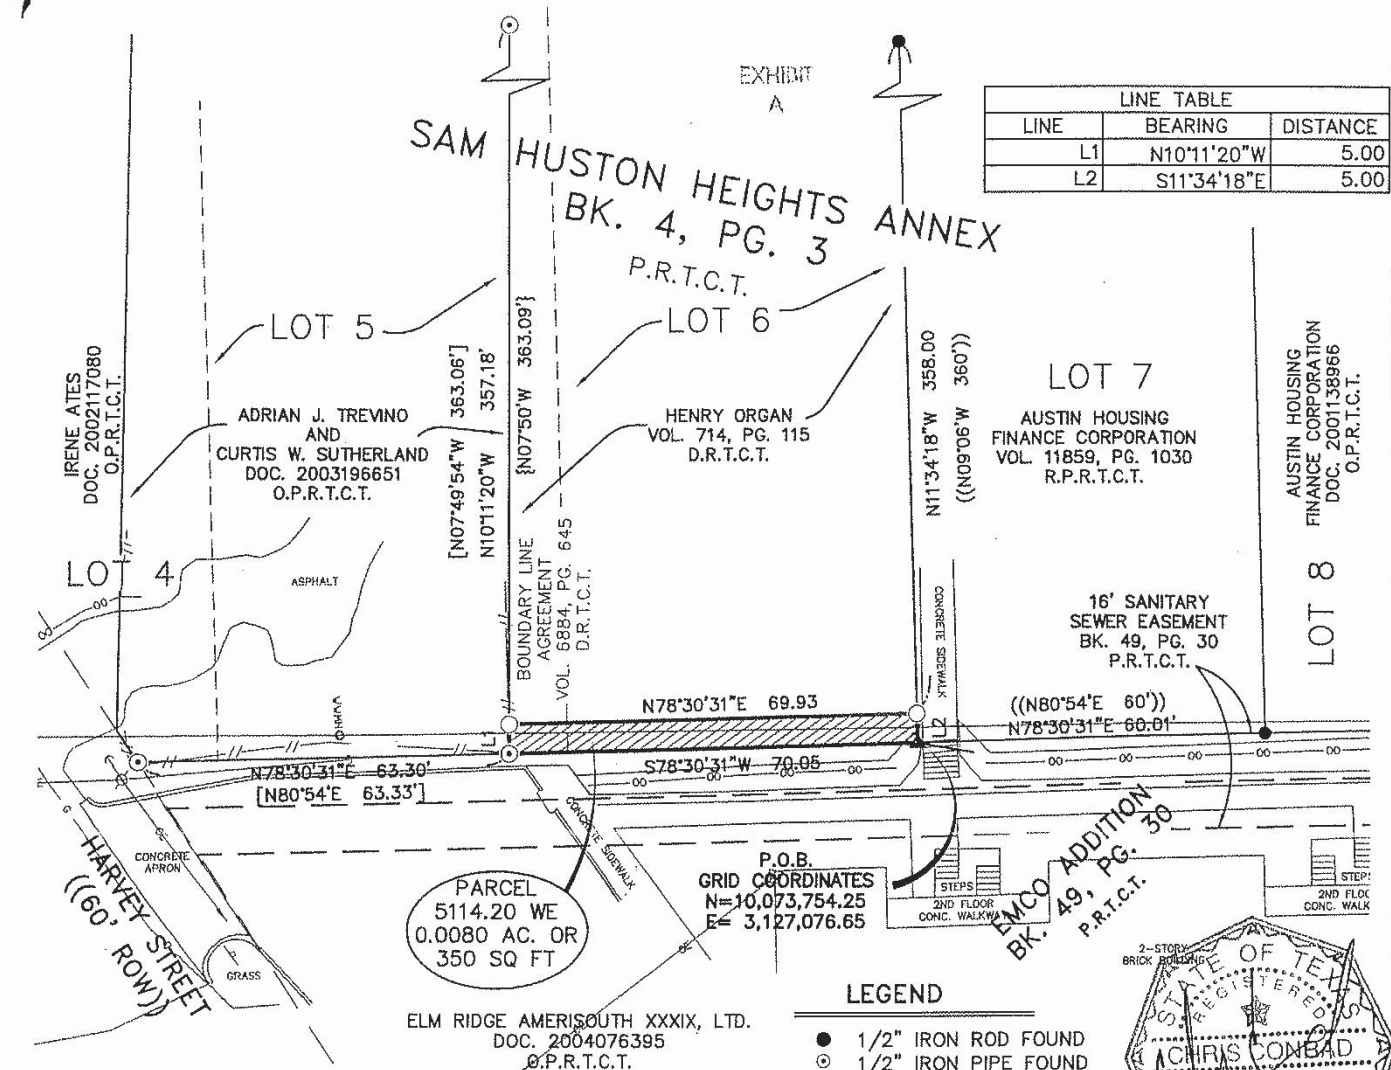 EXHIBIT
A
LINE TABLE
LINE BEARING DISTANCE
L1 N10°11'20"W 5.00
L2 S11°34'18"E 5.00
SAM HUSTON HEIGHTS ANNEX
BK. 4, PG. 3
P.R.T.C.T.
LOT 5
LOT 6
LOT 7
AUSTIN HOUSING
FINANCE CORPORATION
VOL. 11859, PG. 1030
R.P.R.T.C.T.
IRENE ATES
DOC. 2002117080
O.P.R.T.C.T.
ADRIAN J. TREVINO
AND
CURTIS W. SUTHERLAND
DOC. 2003196651
O.P.R.T.C.T.
[N07°49'54"W 363.06']
N10°11'20"W 357.18'
{N07°50'W 363.09'}
HENRY ORGAN
VOL. 714, PG. 115
D.R.T.C.T.
N11°34'18"W 358.00
((N09°06'W 360'))
AUSTIN HOUSING
FINANCE CORPORATION
DOC. 2001138966
O.P.R.T.C.T.
LOT 8
LOT 4
ASPHALT
BOUNDARY LINE
AGREEMENT
VOL. 6884, PG. 645
D.R.T.C.T.
CONCRETE SIDEWALK
16' SANITARY
SEWER EASEMENT
BK. 49, PG. 30
P.R.T.C.T.
N78°30'31"E 69.93
((N80°54'E 60'))
N78°30'31"E 60.01'
L1
L2
S78°30'31"W 70.05
N78°30'31"E 63.30'
[N80°54'E 63.33']
HARVEY STREET
((60' ROW))
CONCRETE
APRON
GRASS
CONCRETE SIDEWALK
PARCEL
5114.20 WE
0.0080 AC. OR
350 SQ FT
P.O.B.
GRID COORDINATES
N=10,073,754.25
E= 3,127,076.65
EMCO ADDITION
BK. 49, PG. 30
P.R.T.C.T.
STEPS
2ND FLOOR
CONC. WALKWA
STEPS
2ND FLOC
CONC. WALK
2-STORY
BRICK BUILDING
ELM RIDGE AMERISOUTH XXXIX, LTD.
DOC. 2004076395
O.P.R.T.C.T.
LEGEND
1/2" IRON ROD FOUND
1/2" IRON PIPE FOUND
STATE OF TEXAS
REGISTERED
CHRIS CONRAD